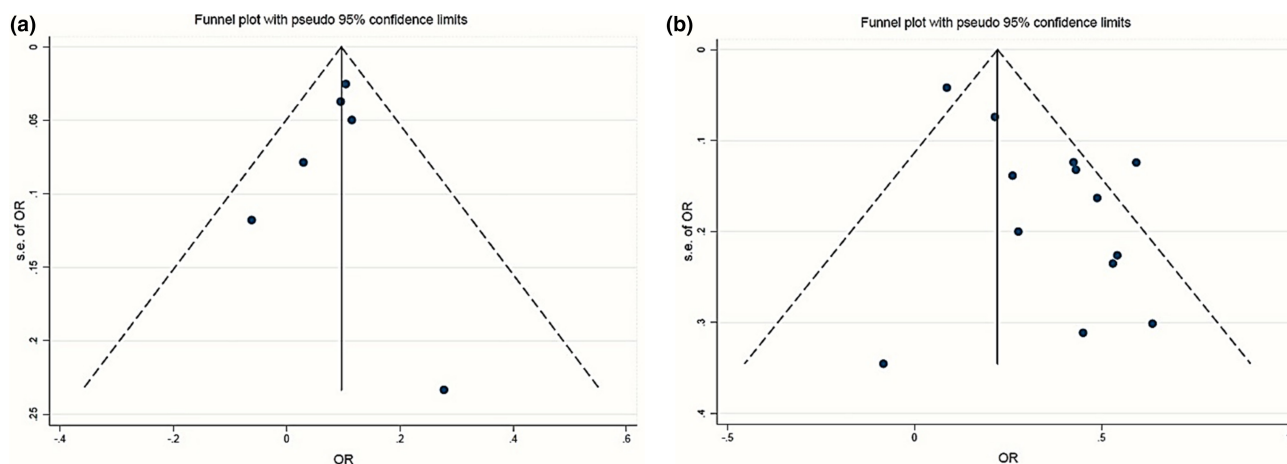 (a)
Funnel plot with pseudo 95% confidence limits
s.e. of OR
0
.05
.1
.15
.2
.25
-.4
-.2
0
.2
.4
.6
OR
(b)
Funnel plot with pseudo 95% confidence limits
s.e. of OR
0
.1
.2
.3
.4
-.5
0
.5
OR